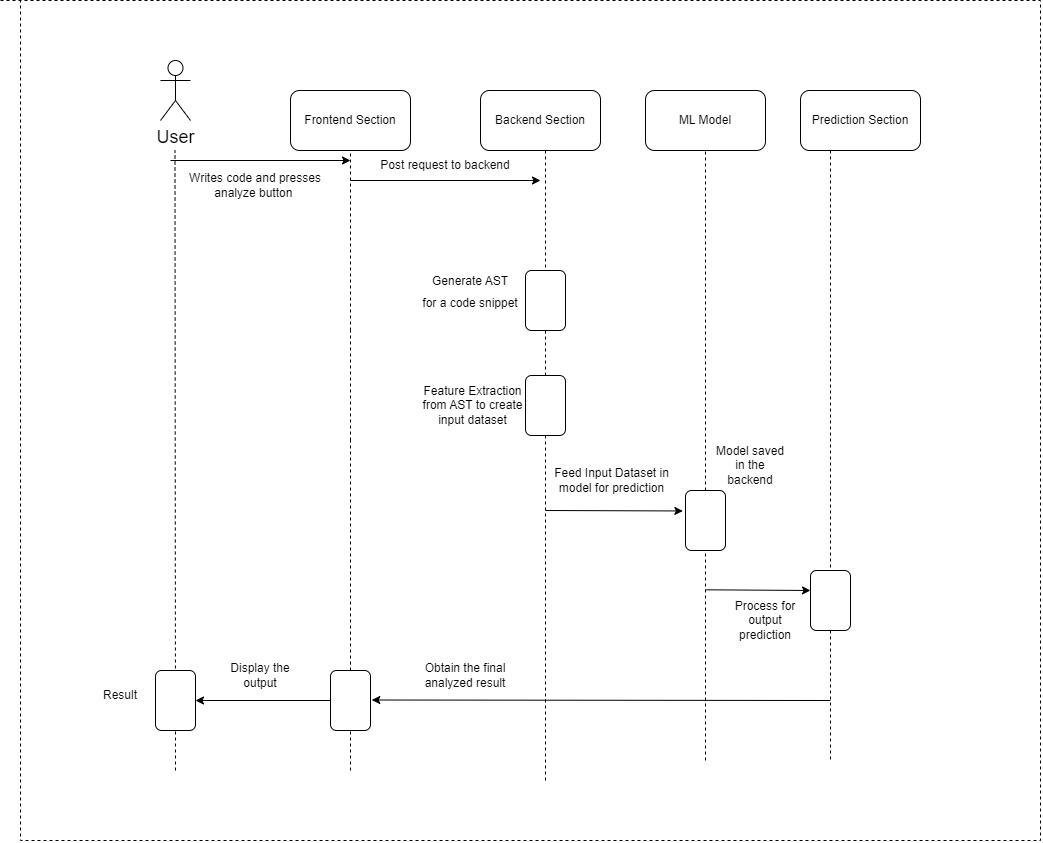 User
Frontend Section
Backend Section
ML Model
Prediction Section
Writes code and presses
analyze button
Post request to backend
Generate AST
for a code snippet
Feature Extraction
from AST to create
input dataset
Feed Input Dataset in
model for prediction
Model saved
in the
backend
Process for
output
prediction
Result
Display the
output
Obtain the final
analyzed result